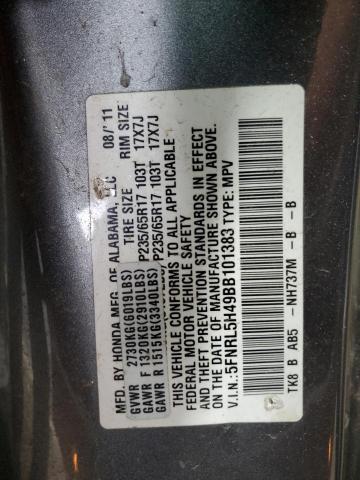 MFD. BY HONDA MFG. OF ALABAMA, LLC 08/ 11
TIRE SIZE RIM SIZE
GVWR 2730KG(6019LBS)
GAWR F 1320KG(2910LBS) P235/65R17 103T 17X7J
GAWR R 1515KG(3340LBS) P235/65R17 103T 17X7J
THIS VEHICLE CONFORMS TO ALL APPLICABLE
FEDERAL MOTOR VEHICLE SAFETY
AND THEFT PREVENTION STANDARDS IN EFFECT
ON THE DATE OF MANUFACTURE SHOWN ABOVE.
V.I.N.: 5FNRL5H49BB101383 TYPE: MPV
TK8 B AB5 -NH737M - B - B